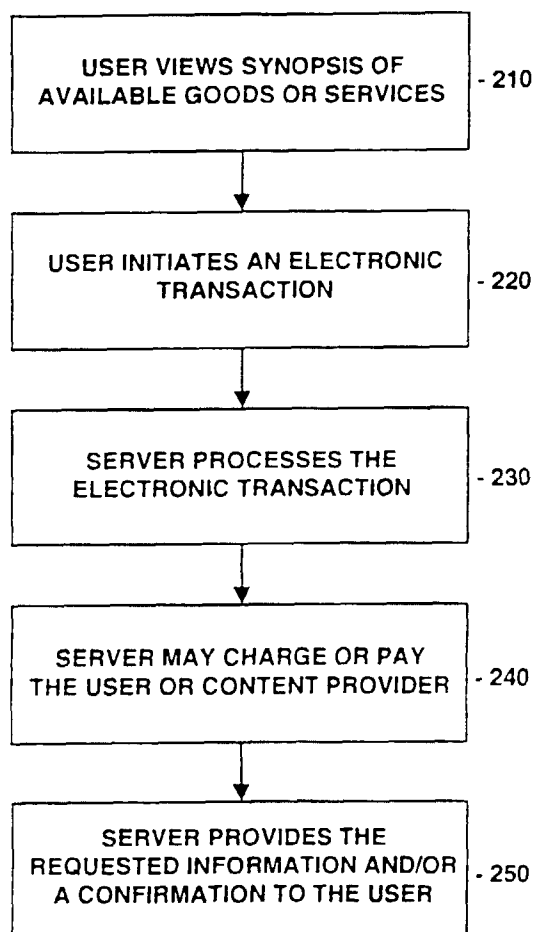 USER VIEWS SYNOPSIS OF
AVAILABLE GOODS OR SERVICES
- 210
USER INITIATES AN ELECTRONIC
TRANSACTION
- 220
SERVER PROCESSES THE
ELECTRONIC TRANSACTION
- 230
SERVER MAY CHARGE OR PAY
THE USER OR CONTENT PROVIDER
- 240
SERVER PROVIDES THE
REQUESTED INFORMATION AND/OR
A CONFIRMATION TO THE USER
- 250